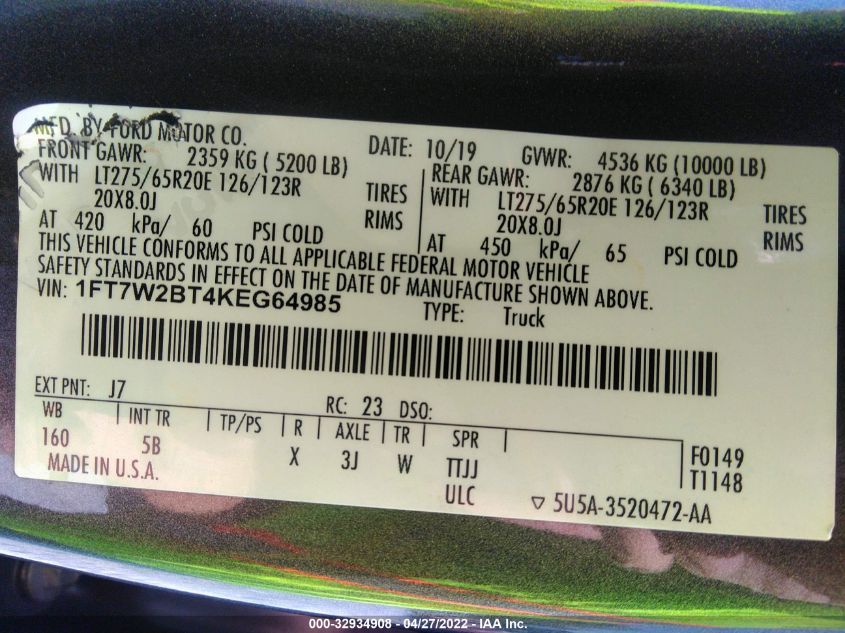 MFD. BY FORD MOTOR CO.
DATE: 10/19 GVWR: 4536 KG (10000 LB)
FRONT GAWR: 2359 KG ( 5200 LB) REAR GAWR: 2876 KG ( 6340 LB)
WITH LT275/65R20E 126/123R TIRES WITH LT275/65R20E 126/123R TIRES
20X8.0J RIMS 20X8.0J RIMS
AT 420 kPa/ 60 PSI COLD AT 450 kPa/ 65 PSI COLD
THIS VEHICLE CONFORMS TO ALL APPLICABLE FEDERAL MOTOR VEHICLE
SAFETY STANDARDS IN EFFECT ON THE DATE OF MANUFACTURE SHOWN ABOVE.
VIN: 1FT7W2BT4KEG64985 TYPE: Truck
EXT PNT: J7 RC: 23 DSO:
WB INT TR TP/PS R AXLE TR SPR
160 5B X 3J W TTJJ F0149
MADE IN U.S.A. ULC T1148
5U5A-3520472-AA
000-32934908 - 04/27/2022 - IAA Inc.